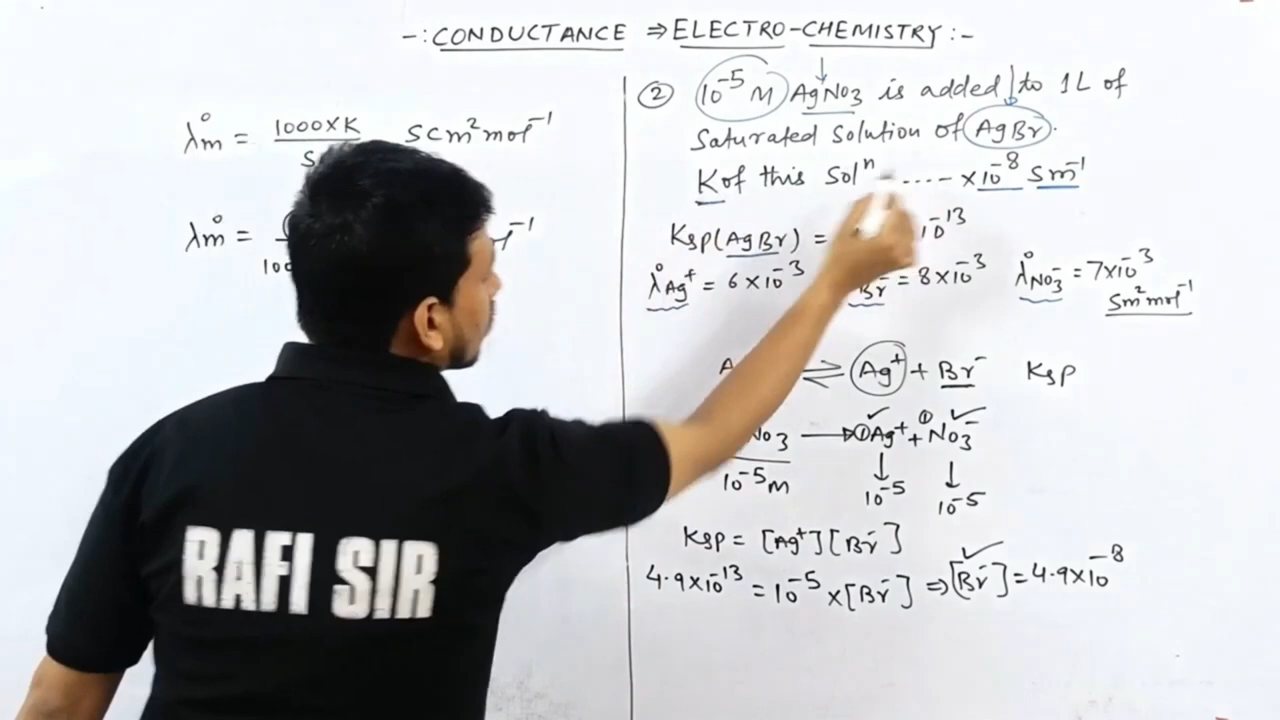 -: CONDUCTANCE ⇒ ELECTRO-CHEMISTRY :-
λ°m = 1000×K S cm² mol⁻¹
λ°m =
② 10⁻⁵ M AgNO₃ is added to 1L of
Saturated Solution of AgBr.
K of this Solⁿ ..... ×10⁻⁸ Sm⁻¹
Ksp(AgBr) = 10⁻¹³
λ°Ag⁺ = 6×10⁻³ Br⁻ = 8×10⁻³ λ°NO₃⁻ = 7×10⁻³
Sm²mol⁻¹
⇌ Ag⁺ + Br⁻ Ksp
NO₃ → ①Ag⁺ + ①NO₃⁻
10⁻⁵M 10⁻⁵ 10⁻⁵
Ksp = [Ag⁺][Br⁻]
4.9×10⁻¹³ = 10⁻⁵ × [Br⁻] ⇒ [Br⁻] = 4.9×10⁻⁸
RAFI SIR